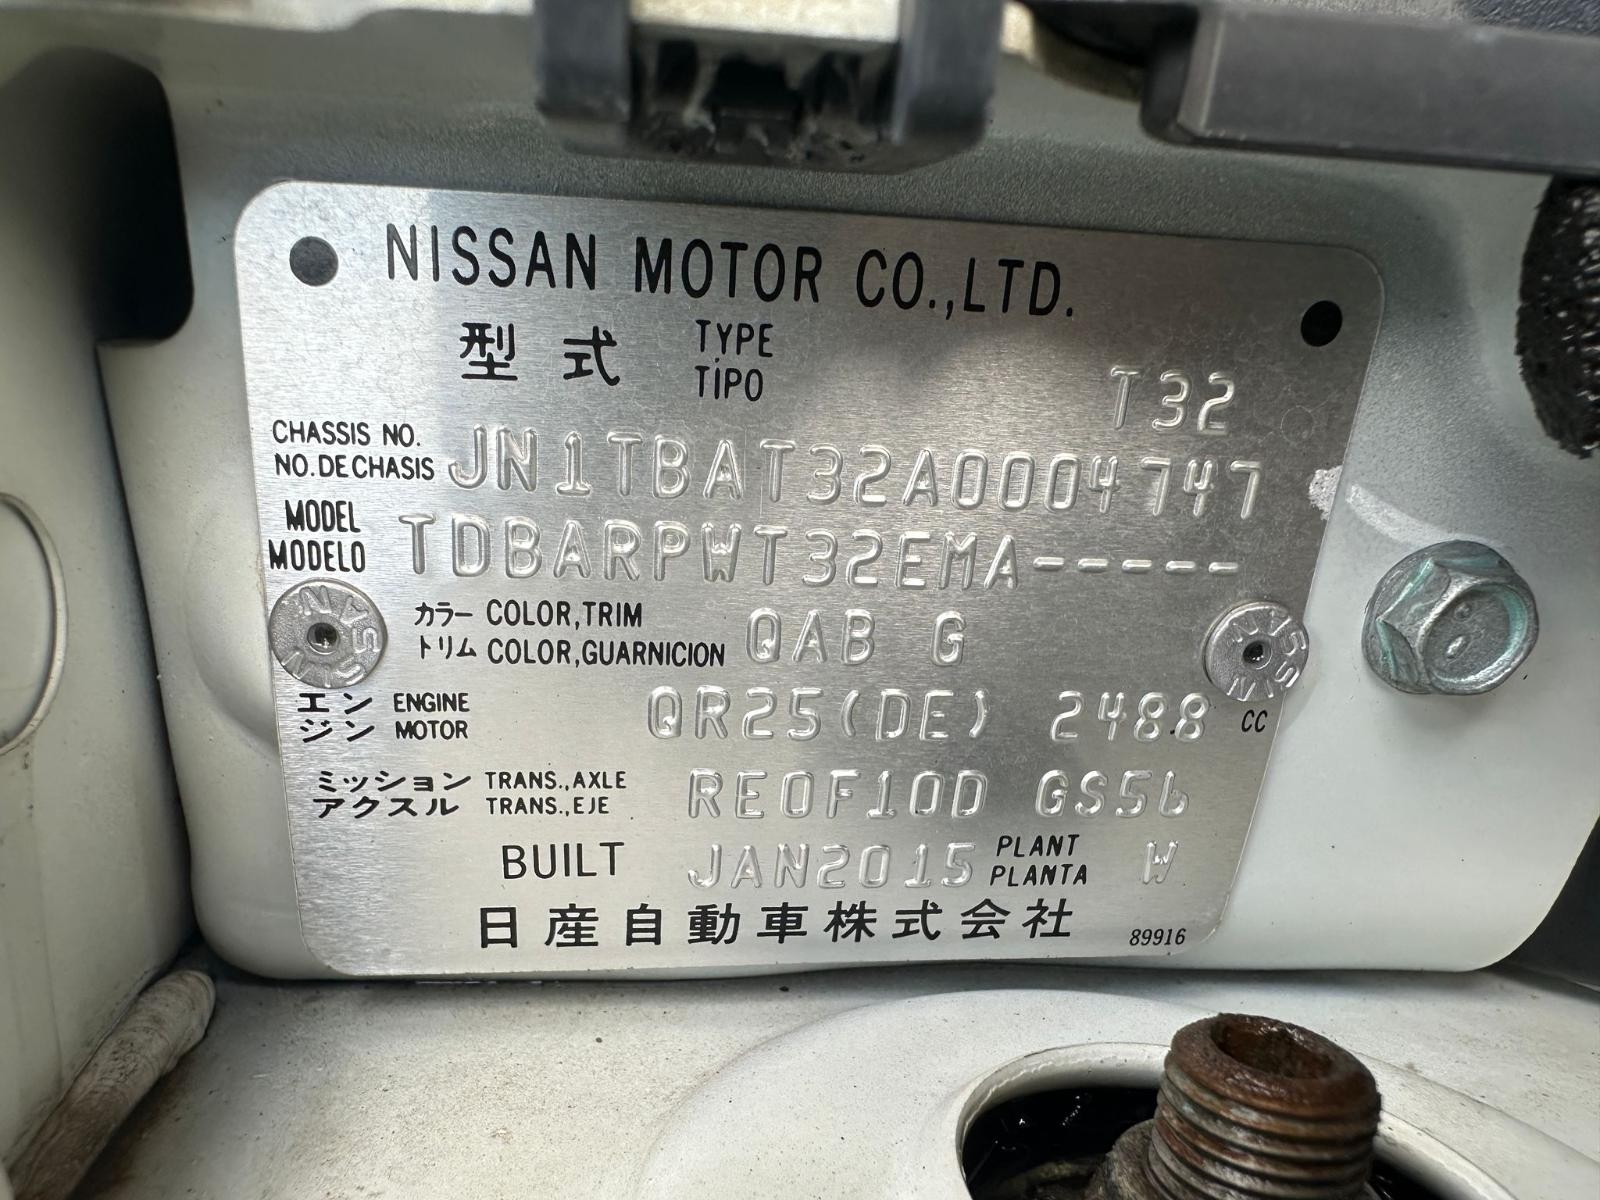 NISSAN MOTOR CO.,LTD.
型式 TYPE T32
TIPO
CHASSIS NO. JN1TBAT32A0004747
NO.DE CHASIS
MODEL TDBARPWT32EMA-----
MODELO
カラー COLOR,TRIM QAB G
トリム COLOR,GUARNICION
NISSAN
NISSAN
エン ENGINE QR25(DE) 2488 CC
ジン MOTOR
ミッション TRANS.,AXLE RE0F10D GS56
アクスル TRANS.,EJE
BUILT JAN2015 PLANT W
PLANTA
日産自動車株式会社 89916